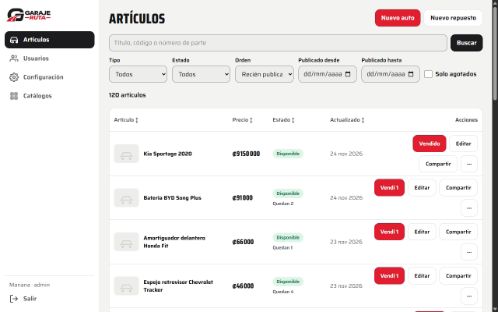 GARAJE
RUTA
Artículos
Usuarios
Configuración
Catálogos
Mariana · admin
Salir
ARTÍCULOS
Nuevo auto
Nuevo repuesto
Título, código o número de parte
Buscar
Tipo
Estado
Orden
Publicado desde
Publicado hasta
Todos
Todos
Recién publica
dd/mm/aaaa
dd/mm/aaaa
Solo agotados
120 artículos
Artículo
Precio
Estado
Actualizado
Acciones
Kia Sportage 2020
₡9150000
Disponible
24 nov 2026
Vendido
Editar
Compartir
...
Batería BYD Song Plus
₡91000
Disponible
Quedan 2
24 nov 2026
Vendí 1
Editar
Compartir
...
Amortiguador delantero
Honda Fit
₡66000
Disponible
Quedan 1
23 nov 2026
Vendí 1
Editar
Compartir
...
Espejo retrovisor Chevrolet
Tracker
₡46000
Disponible
Quedan 4
23 nov 2026
Vendí 1
Editar
Compartir
...